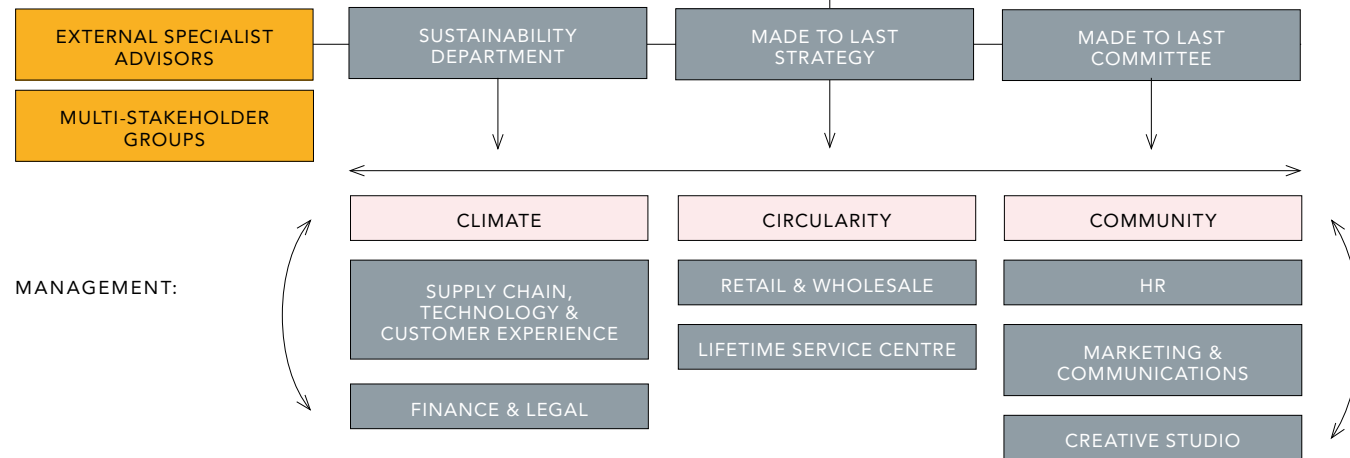 EXTERNAL SPECIALIST
ADVISORS
SUSTAINABILITY
DEPARTMENT
MADE TO LAST
STRATEGY
MADE TO LAST
COMMITTEE
MULTI-STAKEHOLDER
GROUPS
CLIMATE
CIRCULARITY
COMMUNITY
MANAGEMENT:
SUPPLY CHAIN,
TECHNOLOGY &
CUSTOMER EXPERIENCE
FINANCE & LEGAL
RETAIL & WHOLESALE
LIFETIME SERVICE CENTRE
HR
MARKETING &
COMMUNICATIONS
CREATIVE STUDIO